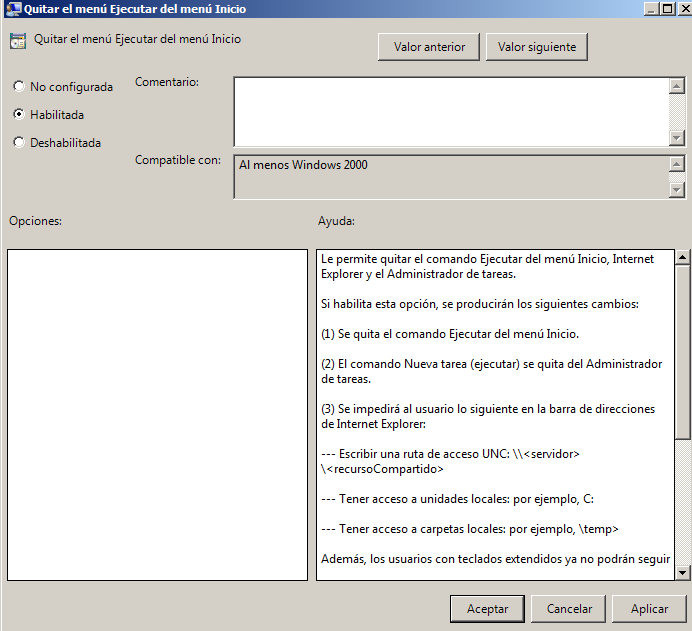 Quitar el menú Ejecutar del menú Inicio
Quitar el menú Ejecutar del menú Inicio
Valor anterior
Valor siguiente
No configurada
Habilitada
Deshabilitada
Comentario:
Compatible con:
Al menos Windows 2000
Opciones:
Ayuda:
Le permite quitar el comando Ejecutar del menú Inicio, Internet
Explorer y el Administrador de tareas.
Si habilita esta opción, se producirán los siguientes cambios:
(1) Se quita el comando Ejecutar del menú Inicio.
(2) El comando Nueva tarea (ejecutar) se quita del Administrador
de tareas.
(3) Se impedirá al usuario lo siguiente en la barra de direcciones
de Internet Explorer:
--- Escribir una ruta de acceso UNC: \\<servidor>
\<recursoCompartido>
--- Tener acceso a unidades locales: por ejemplo, C:
--- Tener acceso a carpetas locales: por ejemplo, \temp>
Además, los usuarios con teclados extendidos ya no podrán seguir
Aceptar
Cancelar
Aplicar